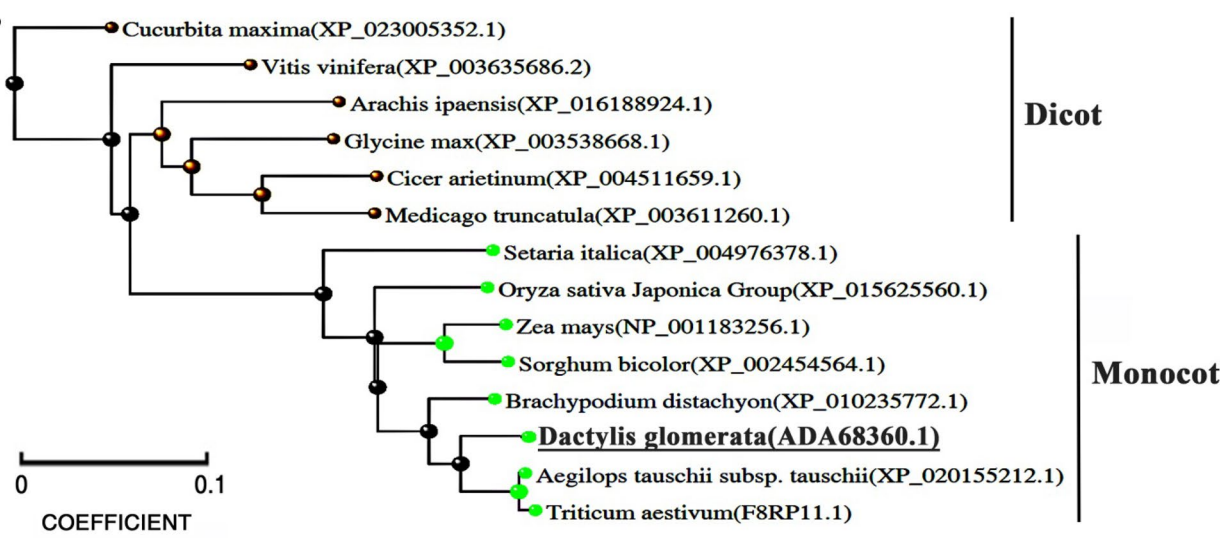 Cucurbita maxima(XP_023005352.1)
Vitis vinifera(XP_003635686.2)
Arachis ipaensis(XP_016188924.1)
Glycine max(XP_003538668.1)
Cicer arietinum(XP_004511659.1)
Medicago truncatula(XP_003611260.1)
Dicot
Setaria italica(XP_004976378.1)
Oryza sativa Japonica Group(XP_015625560.1)
Zea mays(NP_001183256.1)
Sorghum bicolor(XP_002454564.1)
Brachypodium distachyon(XP_010235772.1)
Dactylis glomerata(ADA68360.1)
Aegilops tauschii subsp. tauschii(XP_020155212.1)
Triticum aestivum(F8RP11.1)
Monocot
0 0.1
COEFFICIENT